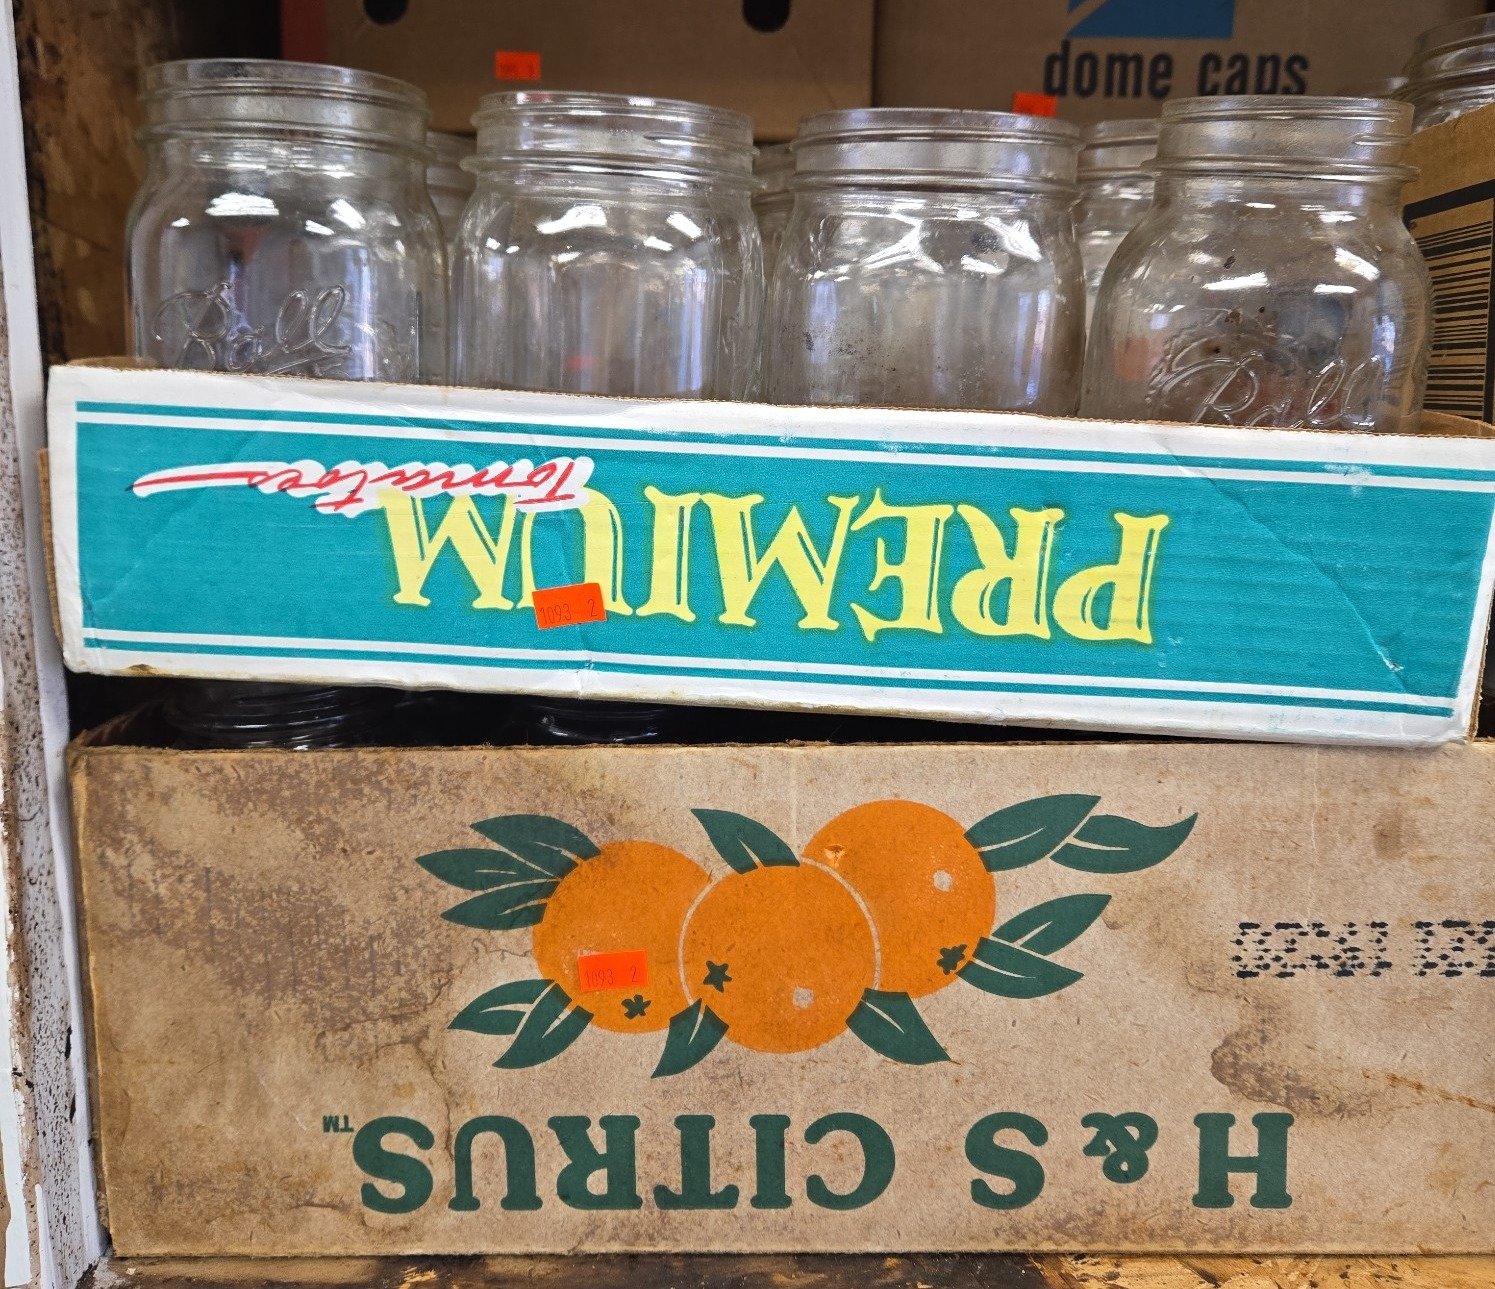 dome caps
Ball
Ball
PREMIUM
Tomatoes
1093 2
1093 2
H&S CITRUS™